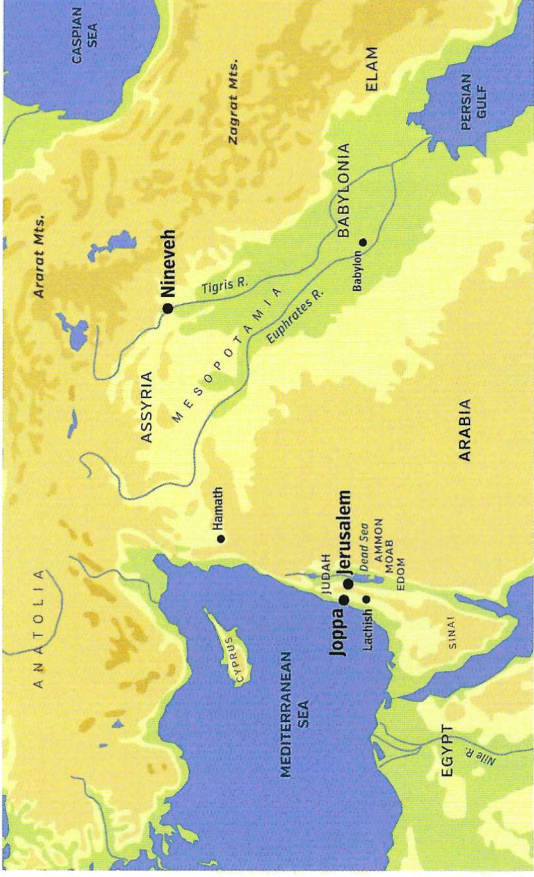 CASPIAN
SEA
Zagrat Mts.
ELAM
PERSIAN
GULF
Ararat Mts.
Nineveh
Tigris R.
BABYLONIA
Babylon
Euphrates R.
MESOPOTAMIA
ASSYRIA
ARABIA
Hamath
ANATOLIA
CYPRUS
MEDITERRANEAN
SEA
JUDAH
Jerusalem
Joppa
Dead Sea
Lachish
AMMON
MOAB
EDOM
SINAI
EGYPT
Nile R.